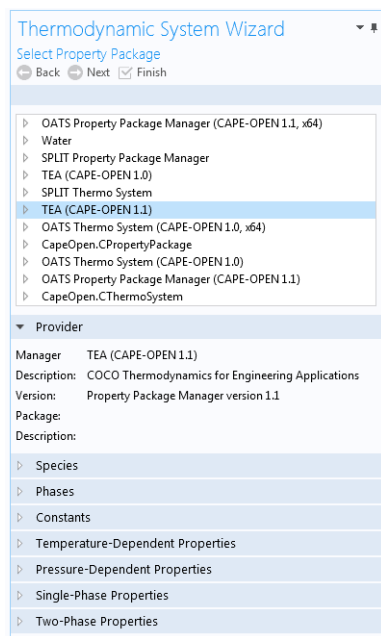 Thermodynamic System Wizard
Select Property Package
Back Next Finish
OATS Property Package Manager (CAPE-OPEN 1.1, x64)
Water
SPLIT Property Package Manager
TEA (CAPE-OPEN 1.0)
SPLIT Thermo System
TEA (CAPE-OPEN 1.1)
OATS Thermo System (CAPE-OPEN 1.0, x64)
CapeOpen.CPropertyPackage
OATS Thermo System (CAPE-OPEN 1.0)
OATS Property Package Manager (CAPE-OPEN 1.1)
CapeOpen.CThermoSystem
Provider
Manager TEA (CAPE-OPEN 1.1)
Description: COCO Thermodynamics for Engineering Applications
Version: Property Package Manager version 1.1
Package:
Description:
Species
Phases
Constants
Temperature-Dependent Properties
Pressure-Dependent Properties
Single-Phase Properties
Two-Phase Properties